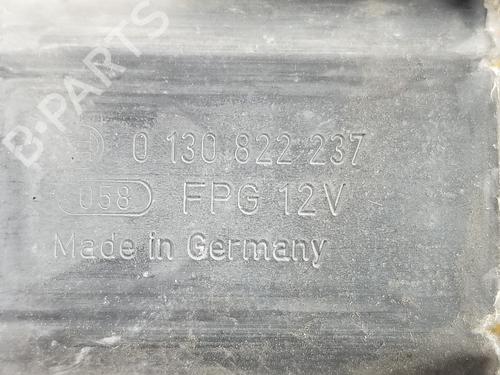 B-PARTS
0 130 822 237
058 FPG 12V
Made in Germany